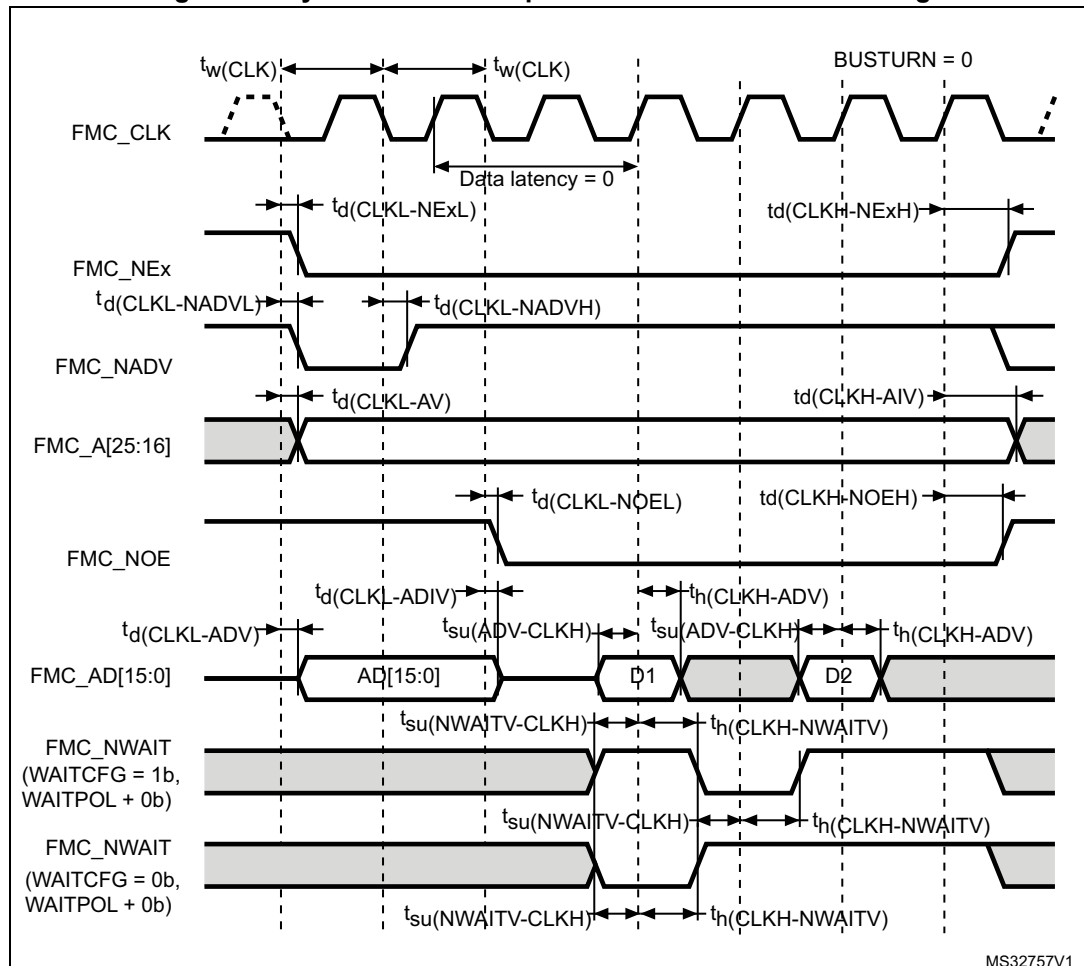 tw(CLK) tw(CLK) BUSTURN = 0
FMC_CLK
Data latency = 0
td(CLKL-NExL) td(CLKH-NExH)
FMC_NEx
td(CLKL-NADVL) td(CLKL-NADVH)
FMC_NADV
td(CLKL-AV) td(CLKH-AIV)
FMC_A[25:16]
td(CLKL-NOEL) td(CLKH-NOEH)
FMC_NOE
td(CLKL-ADIV) th(CLKH-ADV)
td(CLKL-ADV) tsu(ADV-CLKH) tsu(ADV-CLKH) th(CLKH-ADV)
FMC_AD[15:0] AD[15:0] D1 D2
tsu(NWAITV-CLKH) th(CLKH-NWAITV)
FMC_NWAIT
(WAITCFG = 1b,
WAITPOL + 0b)
tsu(NWAITV-CLKH) th(CLKH-NWAITV)
FMC_NWAIT
(WAITCFG = 0b,
WAITPOL + 0b)
tsu(NWAITV-CLKH) th(CLKH-NWAITV)
MS32757V1